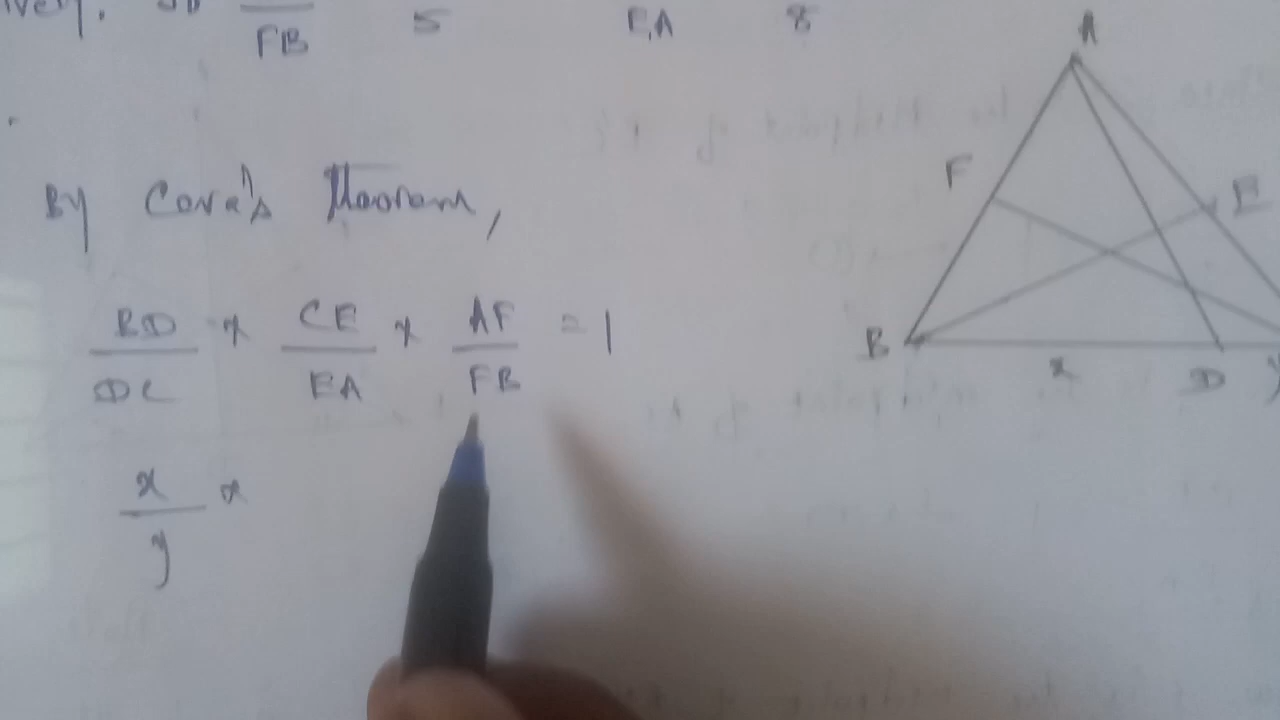 FB 5 EA 8
A
By Ceva's Theorem,
F E
BD/DC × CE/EA × AF/FB = 1
B x D y
x/y ×